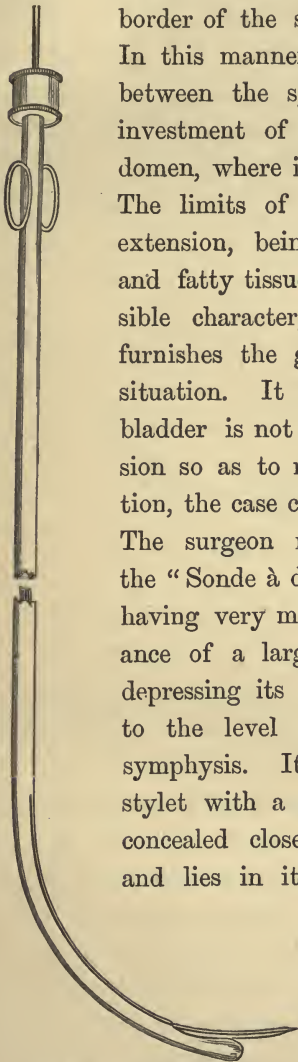 border of the s
In this manne
between the s
investment of
domen, where i
The limits of
extension, bein
and fatty tissu
sible character
furnishes the g
situation. It
bladder is not
sion so as to r
tion, the case c
The surgeon r
the “Sonde à d
having very m
ance of a larg
depressing its
to the level
symphysis. It
stylet with a
concealed close
and lies in it